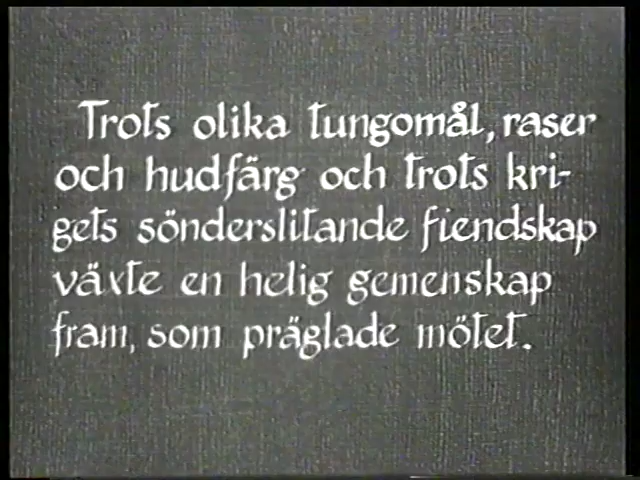 Trots olika tungomål, raser
och hudfärg och trots kri-
gets sönderslitande fiendskap
växte en helig gemenskap
fram, som präglade mötet.